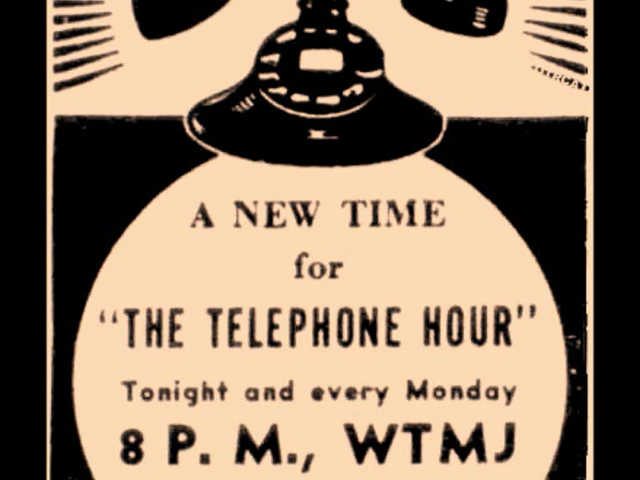 A NEW TIME
for
"THE TELEPHONE HOUR"
Tonight and every Monday
8 P. M., WTMJ